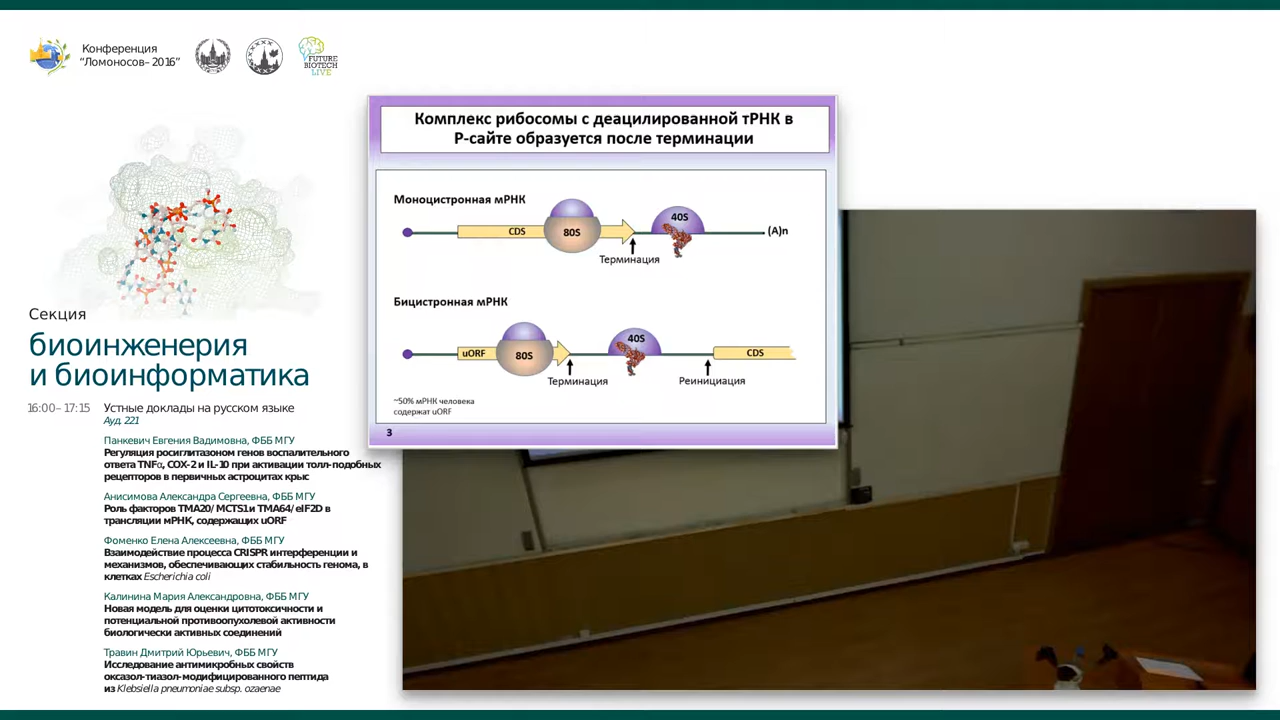 Конференция
“Ломоносов–2016”
FUTURE
BIOTECH
LIVE
Секция
биоинженерия
и биоинформатика
16:00–17:15 Устные доклады на русском языке
Ауд. 221
Панкевич Евгения Вадимовна, ФББ МГУ
Регуляция росиглитазоном генов воспалительного
ответа TNFα, COX-2 и IL-10 при активации толл-подобных
рецепторов в первичных астроцитах крыс
Анисимова Александра Сергеевна, ФББ МГУ
Роль факторов TMA20/MCTS1 и TMA64/eIF2D в
трансляции мРНК, содержащих uORF
Фоменко Елена Алексеевна, ФББ МГУ
Взаимодействие процесса CRISPR интерференции и
механизмов, обеспечивающих стабильность генома, в
клетках Escherichia coli
Калинина Мария Александровна, ФББ МГУ
Новая модель для оценки цитотоксичности и
потенциальной противоопухолевой активности
биологически активных соединений
Травин Дмитрий Юрьевич, ФББ МГУ
Исследование антимикробных свойств
оксазол-тиазол-модифицированного пептида
из Klebsiella pneumoniae subsp. ozaenae
Комплекс рибосомы с деацилированной тРНК в
Р-сайте образуется после терминации
Моноцистронная мРНК
CDS
80S
40S
(A)n
Терминация
Бицистронная мРНК
uORF
80S
40S
CDS
Терминация
Реинициация
~50% мРНК человека
содержат uORF
3